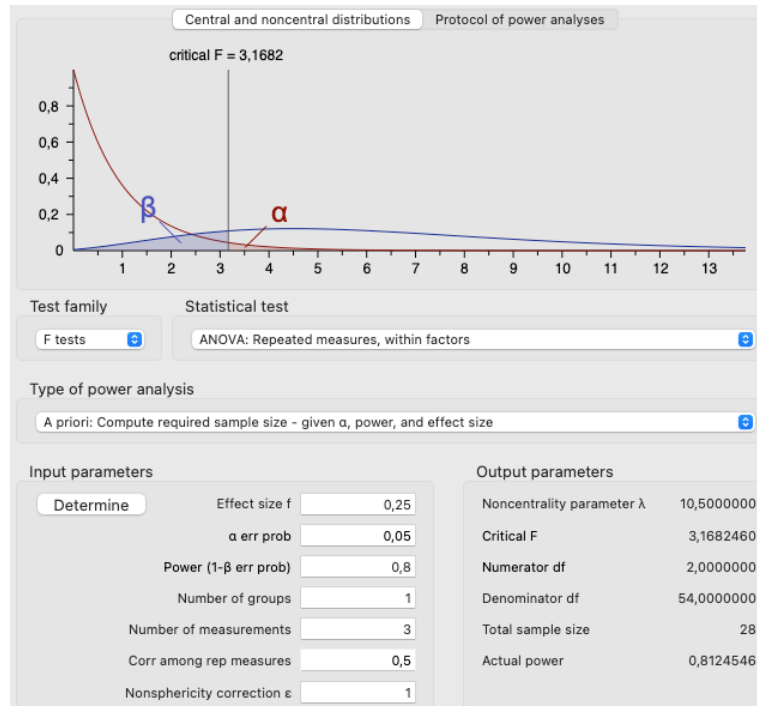 Central and noncentral distributions Protocol of power analyses
critical F = 3,1682
0,8
0,6
0,4
β α
0,2
0
1 2 3 4 5 6 7 8 9 10 11 12 13
Test family Statistical test
F tests ANOVA: Repeated measures, within factors
Type of power analysis
A priori: Compute required sample size - given α, power, and effect size
Input parameters Output parameters
Determine Effect size f 0,25 Noncentrality parameter λ 10,5000000
α err prob 0,05 Critical F 3,1682460
Power (1-β err prob) 0,8 Numerator df 2,0000000
Number of groups 1 Denominator df 54,0000000
Number of measurements 3 Total sample size 28
Corr among rep measures 0,5 Actual power 0,8124546
Nonsphericity correction ε 1